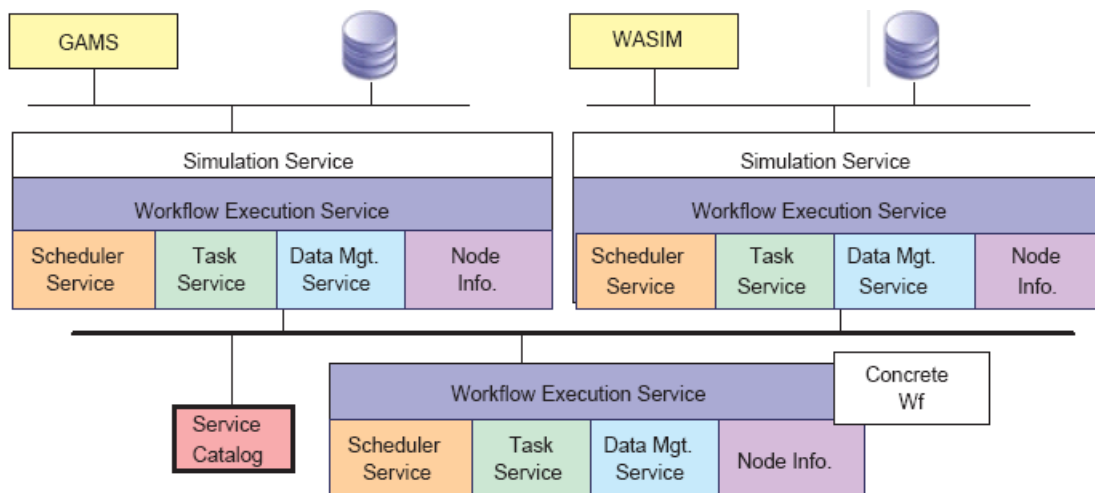 GAMS
WASIM
Simulation Service
Simulation Service
Workflow Execution Service
Workflow Execution Service
Scheduler
Service
Task
Service
Data Mgt.
Service
Node
Info.
Scheduler
Service
Task
Service
Data Mgt.
Service
Node
Info.
Concrete
Wf
Workflow Execution Service
Service
Catalog
Scheduler
Service
Task
Service
Data Mgt.
Service
Node Info.